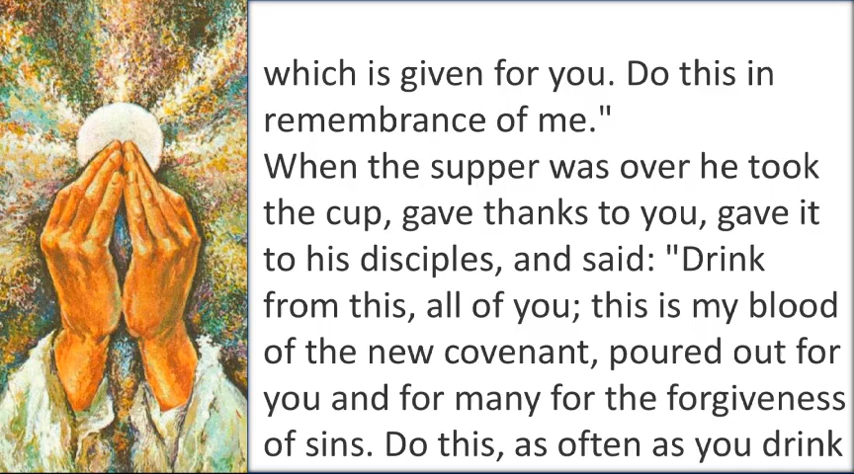 which is given for you. Do this in
remembrance of me."
When the supper was over he took
the cup, gave thanks to you, gave it
to his disciples, and said: "Drink
from this, all of you; this is my blood
of the new covenant, poured out for
you and for many for the forgiveness
of sins. Do this, as often as you drink